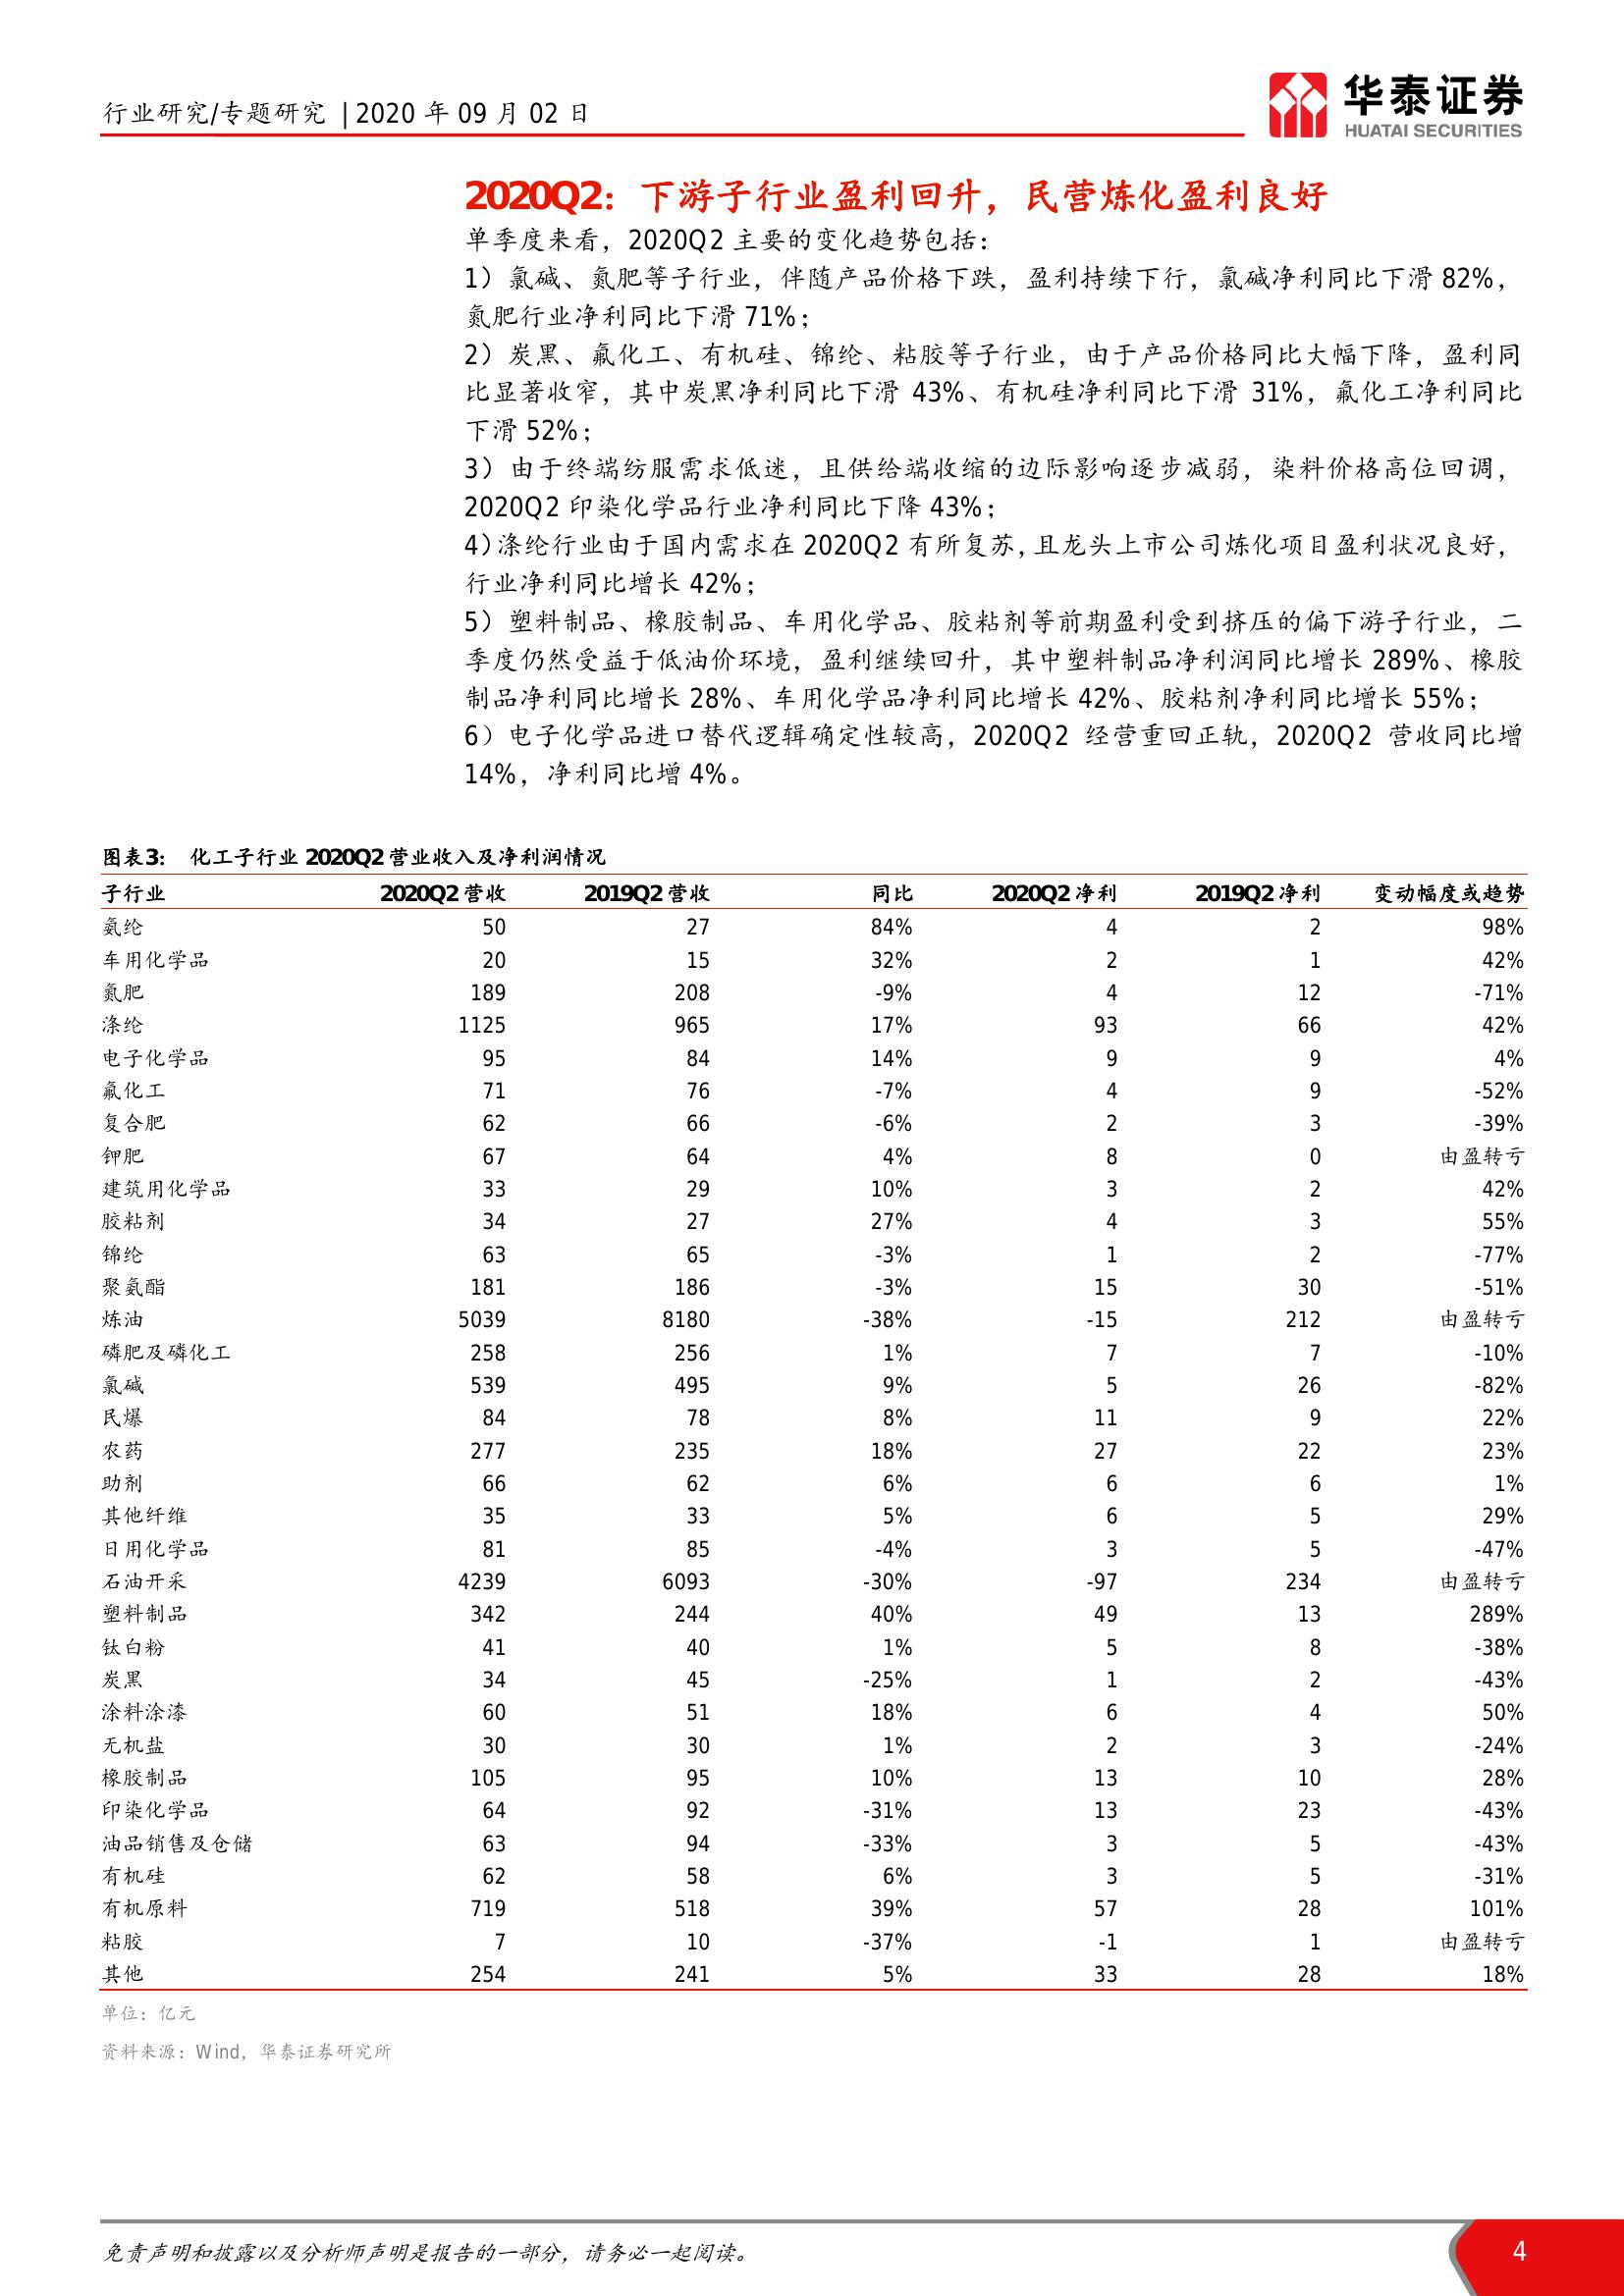 行业研究/专题研究 | 2020 年 09 月 02 日
华泰证券
HUATAI SECURITIES
2020Q2：下游子行业盈利回升，民营炼化盈利良好
单季度来看，2020Q2 主要的变化趋势包括：
1）氯碱、氮肥等子行业，伴随产品价格下跌，盈利持续下行，氯碱净利同比下滑 82%，
氮肥行业净利同比下滑 71%；
2）炭黑、氟化工、有机硅、锦纶、粘胶等子行业，由于产品价格同比大幅下降，盈利同
比显著收窄，其中炭黑净利同比下滑 43%、有机硅净利同比下滑 31%，氟化工净利同比
下滑 52%；
3）由于终端纺服需求低迷，且供给端收缩的边际影响逐步减弱，染料价格高位回调，
2020Q2 印染化学品行业净利同比下降 43%；
4）涤纶行业由于国内需求在 2020Q2 有所复苏，且龙头上市公司炼化项目盈利状况良好，
行业净利同比增长 42%；
5）塑料制品、橡胶制品、车用化学品、胶粘剂等前期盈利受到挤压的偏下游子行业，二
季度仍然受益于低油价环境，盈利继续回升，其中塑料制品净利润同比增长 289%、橡胶
制品净利同比增长 28%、车用化学品净利同比增长 42%、胶粘剂净利同比增长 55%；
6）电子化学品进口替代逻辑确定性较高，2020Q2 经营重回正轨，2020Q2 营收同比增
14%，净利同比增 4%。
图表3： 化工子行业 2020Q2 营业收入及净利润情况
子行业 2020Q2 营收 2019Q2 营收 同比 2020Q2 净利 2019Q2 净利 变动幅度或趋势
氨纶 50 27 84% 4 2 98%
车用化学品 20 15 32% 2 1 42%
氮肥 189 208 -9% 4 12 -71%
涤纶 1125 965 17% 93 66 42%
电子化学品 95 84 14% 9 9 4%
氟化工 71 76 -7% 4 9 -52%
复合肥 62 66 -6% 2 3 -39%
钾肥 67 64 4% 8 0 由盈转亏
建筑用化学品 33 29 10% 3 2 42%
胶粘剂 34 27 27% 4 3 55%
锦纶 63 65 -3% 1 2 -77%
聚氨酯 181 186 -3% 15 30 -51%
炼油 5039 8180 -38% -15 212 由盈转亏
磷肥及磷化工 258 256 1% 7 7 -10%
氯碱 539 495 9% 5 26 -82%
民爆 84 78 8% 11 9 22%
农药 277 235 18% 27 22 23%
助剂 66 62 6% 6 6 1%
其他纤维 35 33 5% 6 5 29%
日用化学品 81 85 -4% 3 5 -47%
石油开采 4239 6093 -30% -97 234 由盈转亏
塑料制品 342 244 40% 49 13 289%
钛白粉 41 40 1% 5 8 -38%
炭黑 34 45 -25% 1 2 -43%
涂料涂漆 60 51 18% 6 4 50%
无机盐 30 30 1% 2 3 -24%
橡胶制品 105 95 10% 13 10 28%
印染化学品 64 92 -31% 13 23 -43%
油品销售及仓储 63 94 -33% 3 5 -43%
有机硅 62 58 6% 3 5 -31%
有机原料 719 518 39% 57 28 101%
粘胶 7 10 -37% -1 1 由盈转亏
其他 254 241 5% 33 28 18%
单位：亿元
资料来源：Wind，华泰证券研究所
免责声明和披露以及分析师声明是报告的一部分，请务必一起阅读。
4